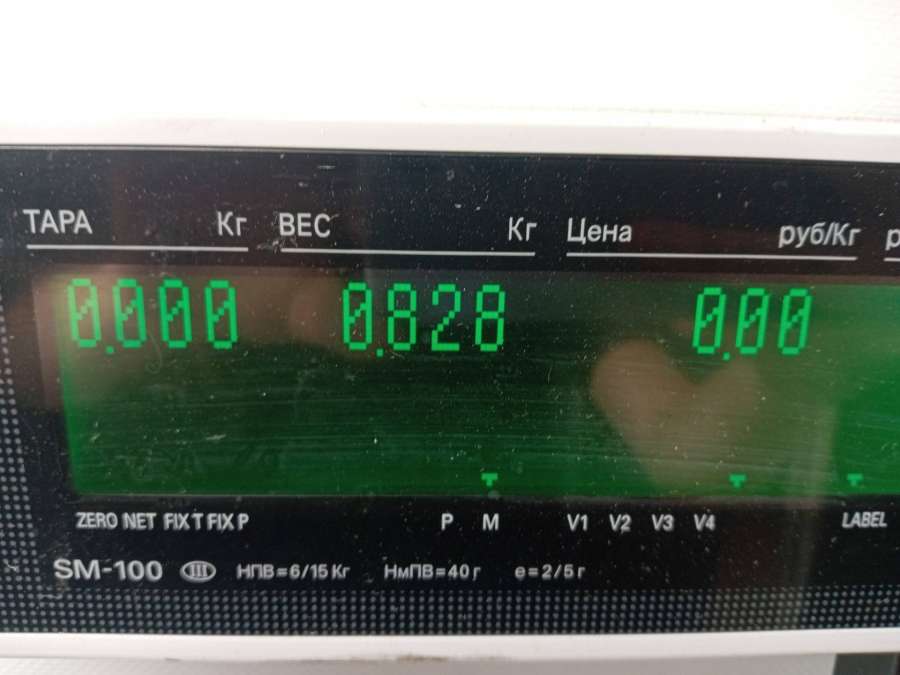 ТАРА Кг ВЕС Кг Цена руб/Кг р
0.000 0.828 0.00
ZERO NET FIX T FIX P P M V1 V2 V3 V4 LABEL
SM-100 III НПВ=6/15 Кг НмПВ=40 г е=2/5 г